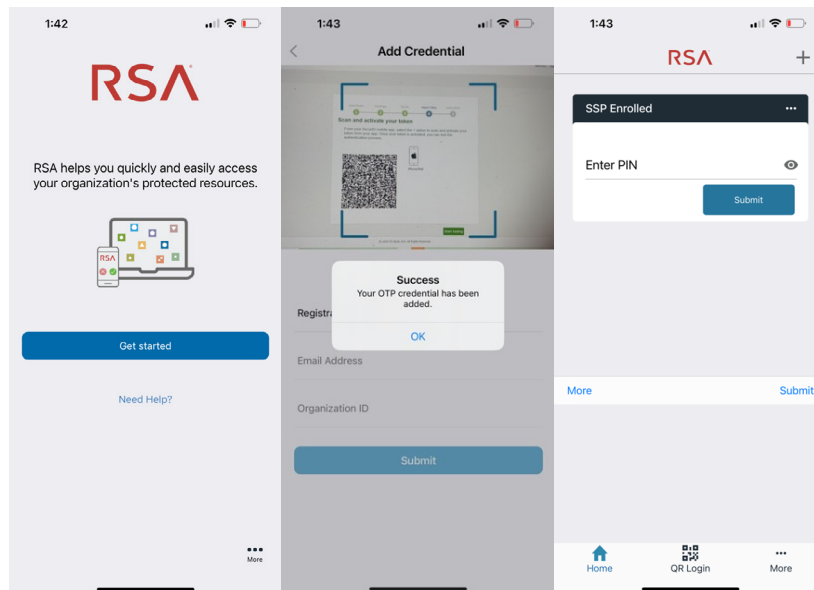 1:42
RSA
RSA helps you quickly and easily access
your organization's protected resources.
RSA
Get started
Need Help?
More
1:43
Add Credential
Scan and activate your token
Success
Your OTP credential has been
added.
OK
Registra
Email Address
Organization ID
Submit
1:43
RSA
SSP Enrolled
Enter PIN
Submit
More
Submit
Home
QR Login
More